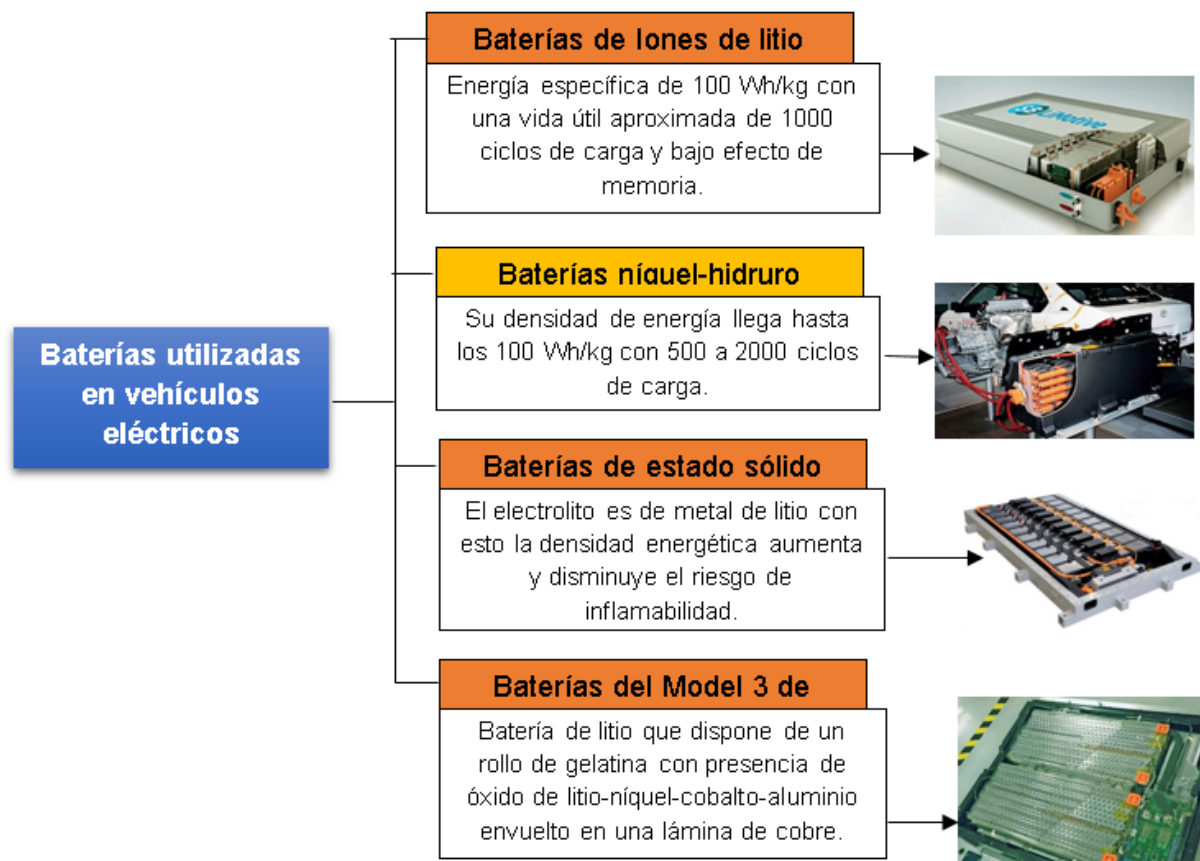 Baterías de Iones de litio
Energía específica de 100 Wh/kg con
una vida útil aproximada de 1000
ciclos de carga y bajo efecto de
memoria.
LiMotive
Baterías níquel-hidruro
Su densidad de energía llega hasta
los 100 Wh/kg con 500 a 2000 ciclos
de carga.
Baterías utilizadas
en vehículos
eléctricos
Baterías de estado sólido
El electrolito es de metal de litio con
esto la densidad energética aumenta
y disminuye el riesgo de
inflamabilidad.
Baterías del Model 3 de
Batería de litio que dispone de un
rollo de gelatina con presencia de
óxido de litio-níquel-cobalto-aluminio
envuelto en una lámina de cobre.